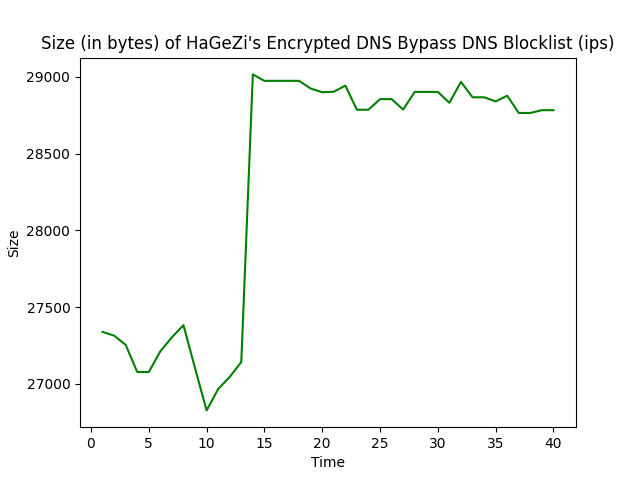 Size (in bytes) of HaGeZi's Encrypted DNS Bypass DNS Blocklist (ips)
29000
28500
28000
27500
27000
Size
0 5 10 15 20 25 30 35 40
Time